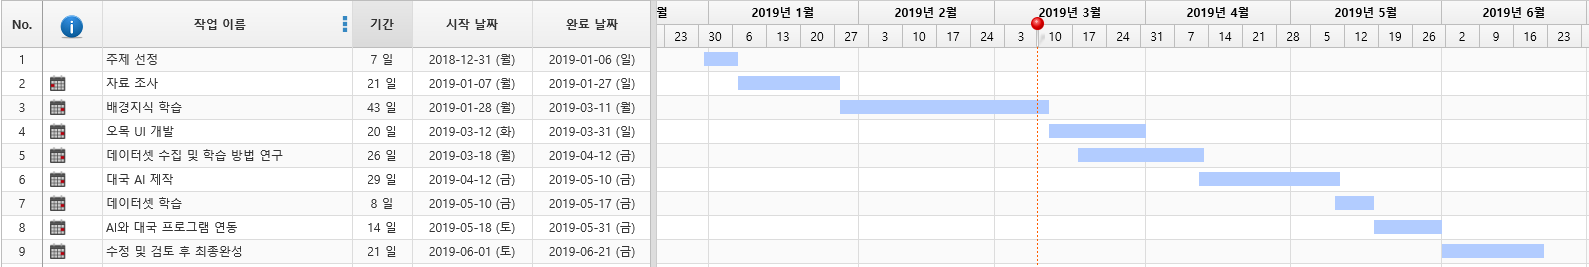 No. 작업 이름 기간 시작 날짜 완료 날짜
월 2019년 1월 2019년 2월 2019년 3월 2019년 4월 2019년 5월 2019년 6월
23 30 6 13 20 27 3 10 17 24 3 10 17 24 31 7 14 21 28 5 12 19 26 2 9 16 23
1 주제 선정 7 일 2018-12-31 (월) 2019-01-06 (일)
2 자료 조사 21 일 2019-01-07 (월) 2019-01-27 (일)
3 배경지식 학습 43 일 2019-01-28 (월) 2019-03-11 (월)
4 오목 UI 개발 20 일 2019-03-12 (화) 2019-03-31 (일)
5 데이터셋 수집 및 학습 방법 연구 26 일 2019-03-18 (월) 2019-04-12 (금)
6 대국 AI 제작 29 일 2019-04-12 (금) 2019-05-10 (금)
7 데이터셋 학습 8 일 2019-05-10 (금) 2019-05-17 (금)
8 AI와 대국 프로그램 연동 14 일 2019-05-18 (토) 2019-05-31 (금)
9 수정 및 검토 후 최종완성 21 일 2019-06-01 (토) 2019-06-21 (금)